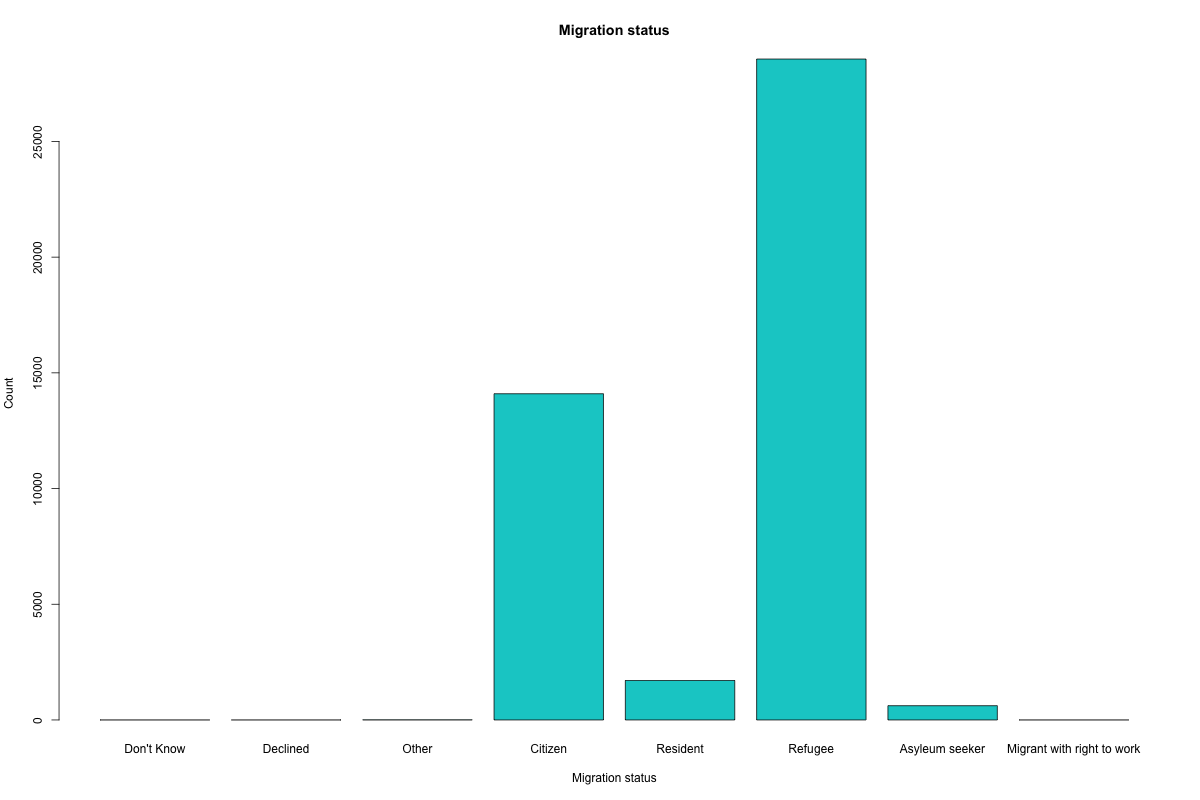 Migration status
25000
20000
15000
10000
5000
0
Count
Don't Know Declined Other Citizen Resident Refugee Asyleum seeker Migrant with right to work
Migration status